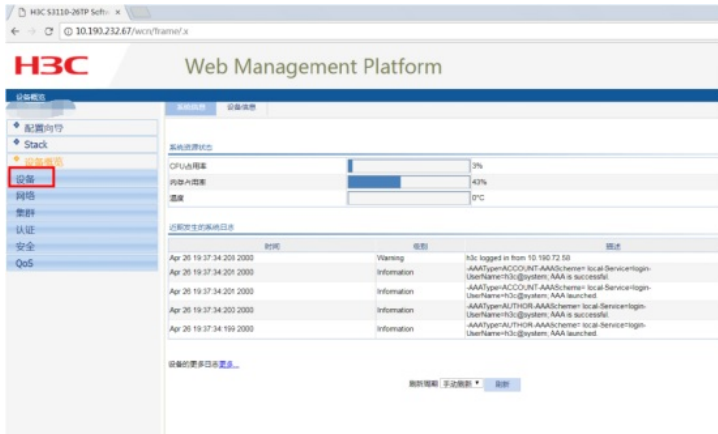 H3C S3110-26TP Softw
10.190.232.67/wcn/frame/.x
H3C
Web Management Platform
设备概览
系统信息 设备信息
配置向导
Stack
设备概览
设备
网络
集群
认证
安全
QoS
系统资源状态
CPU占用率 3%
内存占用率 43%
温度 0°C
近期发生的系统日志
时间 级别 描述
Apr 26 19:37:34:203 2000 Warning h3c logged in from 10.190.72.58
Apr 26 19:37:34:201 2000 Information -AAAType=ACCOUNT-AAAScheme= local-Service=login-
UserName=h3c@system; AAA is successful.
Apr 26 19:37:34:201 2000 Information -AAAType=ACCOUNT-AAAScheme= local-Service=login-
UserName=h3c@system; AAA launched.
Apr 26 19:37:34:200 2000 Information -AAAType=AUTHOR-AAAScheme= local-Service=login-
UserName=h3c@system; AAA is successful.
Apr 26 19:37:34:199 2000 Information -AAAType=AUTHOR-AAAScheme= local-Service=login-
UserName=h3c@system; AAA launched.
设备的更多日志更多...
刷新周期 手动刷新 刷新